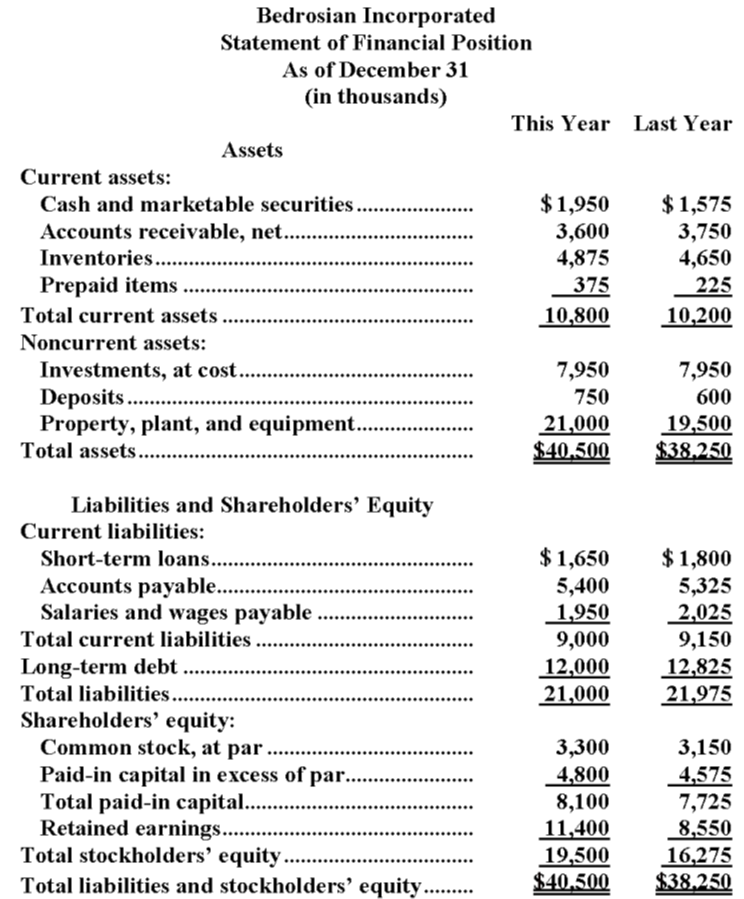 Bedrosian Incorporated
Statement of Financial Position
As of December 31
(in thousands)
This Year Last Year
Assets
Current assets:
Cash and marketable securities..................... $ 1,950 $ 1,575
Accounts receivable, net.............................. 3,600 3,750
Inventories.................................................. 4,875 4,650
Prepaid items .............................................. 375 225
Total current assets ........................................ 10,800 10,200
Noncurrent assets:
Investments, at cost..................................... 7,950 7,950
Deposits...................................................... 750 600
Property, plant, and equipment.................... 21,000 19,500
Total assets..................................................... $40,500 $38,250
Liabilities and Shareholders’ Equity
Current liabilities:
Short-term loans.......................................... $ 1,650 $ 1,800
Accounts payable......................................... 5,400 5,325
Salaries and wages payable .......................... 1,950 2,025
Total current liabilities ................................... 9,000 9,150
Long-term debt ............................................... 12,000 12,825
Total liabilities................................................ 21,000 21,975
Shareholders’ equity:
Common stock, at par .................................. 3,300 3,150
Paid-in capital in excess of par..................... 4,800 4,575
Total paid-in capital..................................... 8,100 7,725
Retained earnings......................................... 11,400 8,550
Total stockholders’ equity.............................. 19,500 16,275
Total liabilities and stockholders’ equity......... $40,500 $38,250